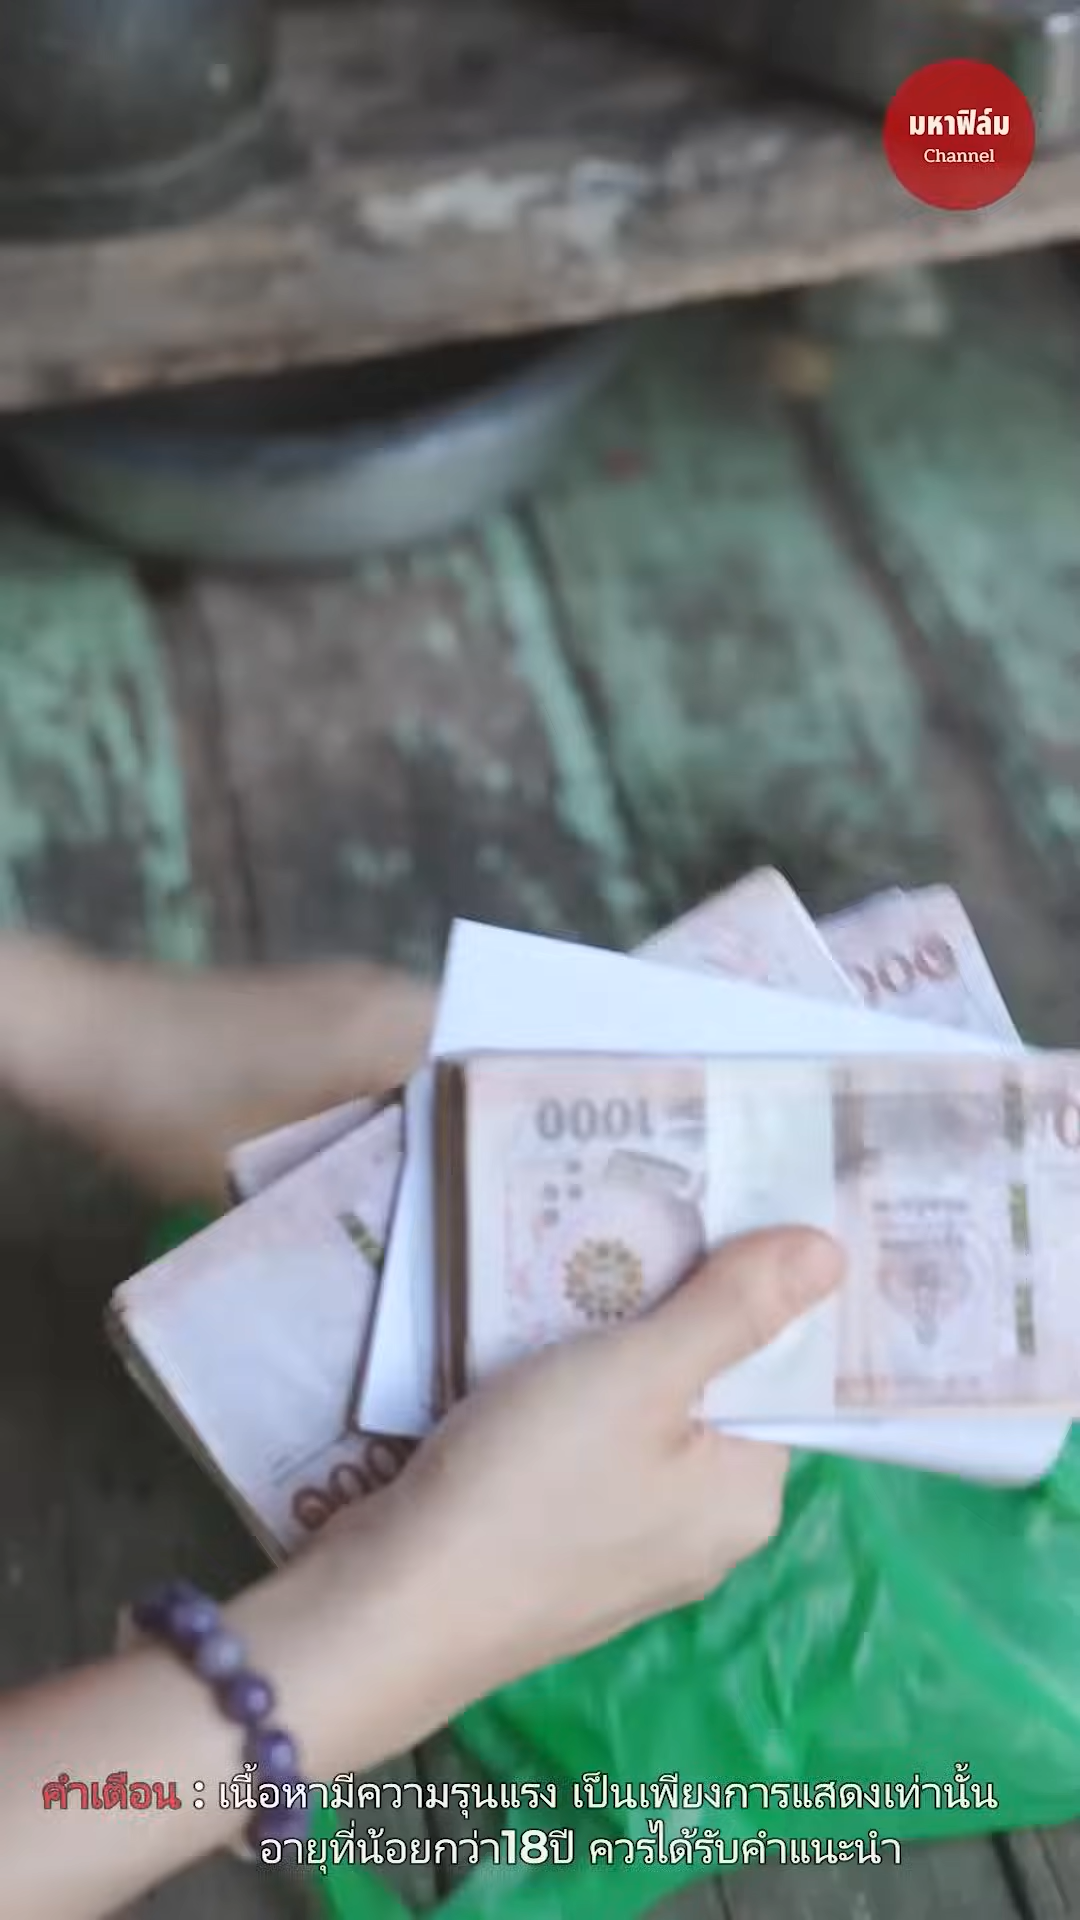 มหาฟิล์ม
Channel
000
1000
000
คำเตือน : เนื้อหามีความรุนแรง เป็นเพียงการแสดงเท่านั้น
อายุที่น้อยกว่า18ปี ควรได้รับคำแนะนำ